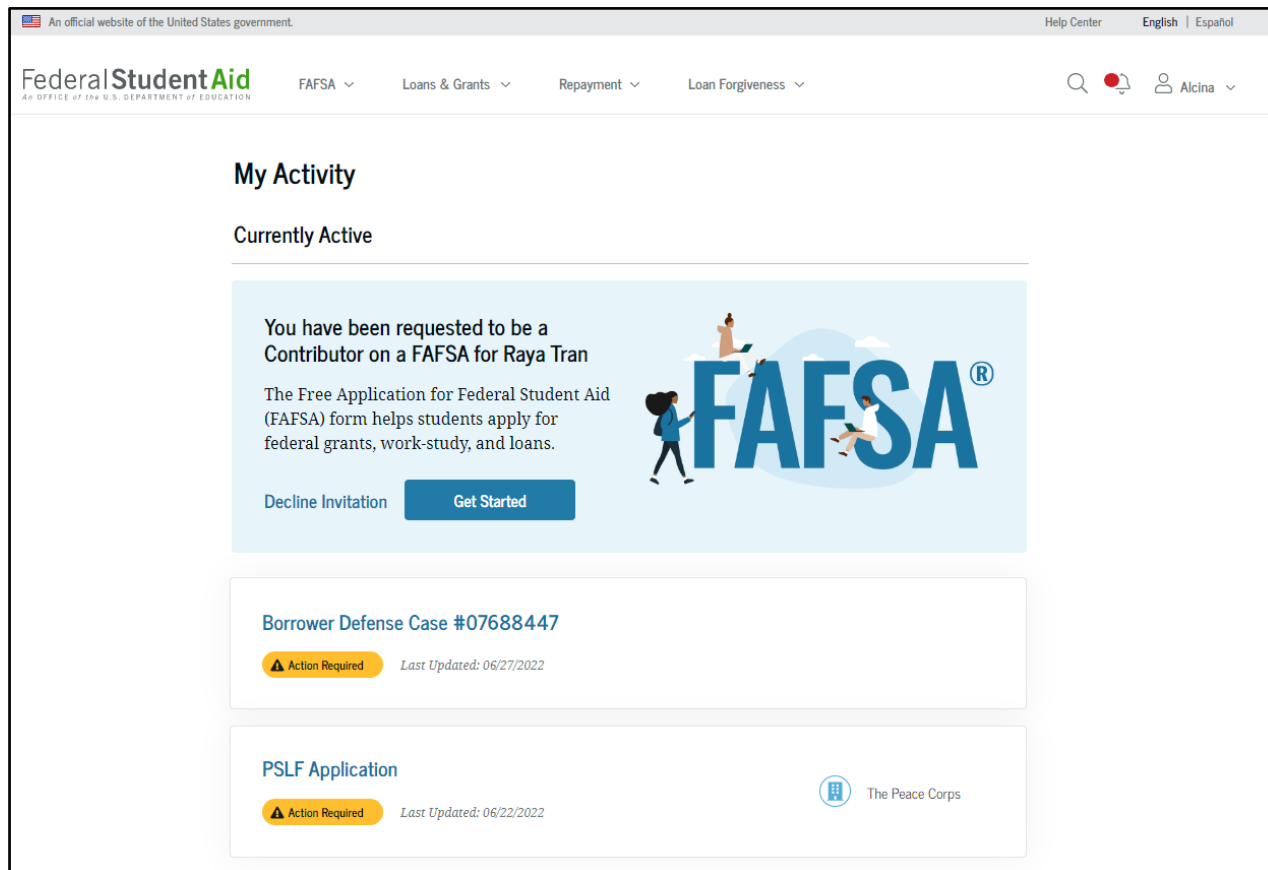 An official website of the United States government.
Help Center English | Español
Federal Student Aid
An OFFICE of the U.S. DEPARTMENT of EDUCATION
FAFSA Loans & Grants Repayment Loan Forgiveness Alcina
My Activity
Currently Active
You have been requested to be a
Contributor on a FAFSA for Raya Tran
The Free Application for Federal Student Aid
(FAFSA) form helps students apply for
federal grants, work-study, and loans.
Decline Invitation Get Started
FAFSA®
Borrower Defense Case #07688447
Action Required Last Updated: 06/27/2022
PSLF Application
Action Required Last Updated: 06/22/2022
The Peace Corps